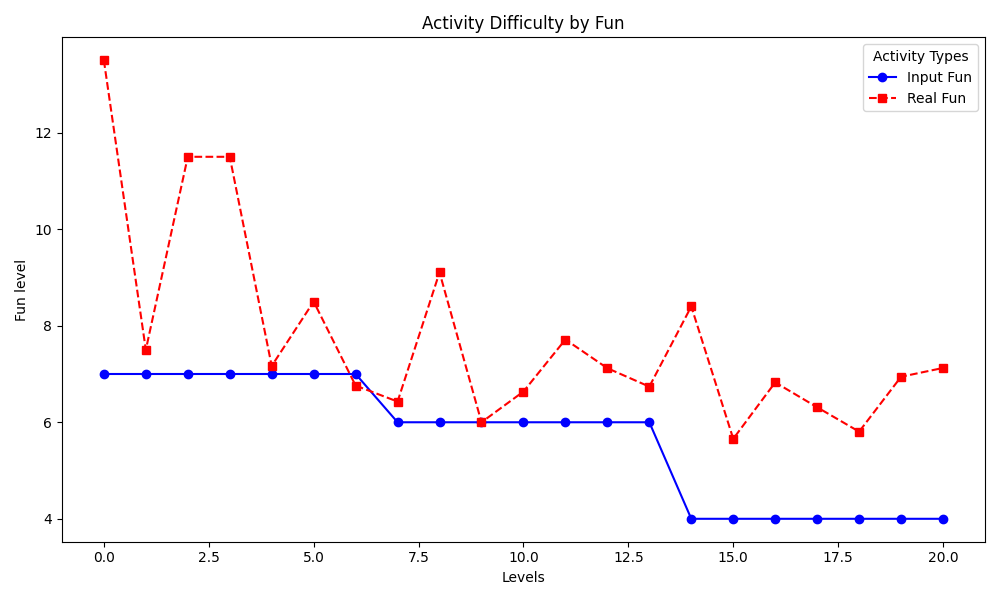 Activity Difficulty by Fun
Activity Types
Input Fun
Real Fun
Fun level
12
10
8
6
4
0.0 2.5 5.0 7.5 10.0 12.5 15.0 17.5 20.0
Levels